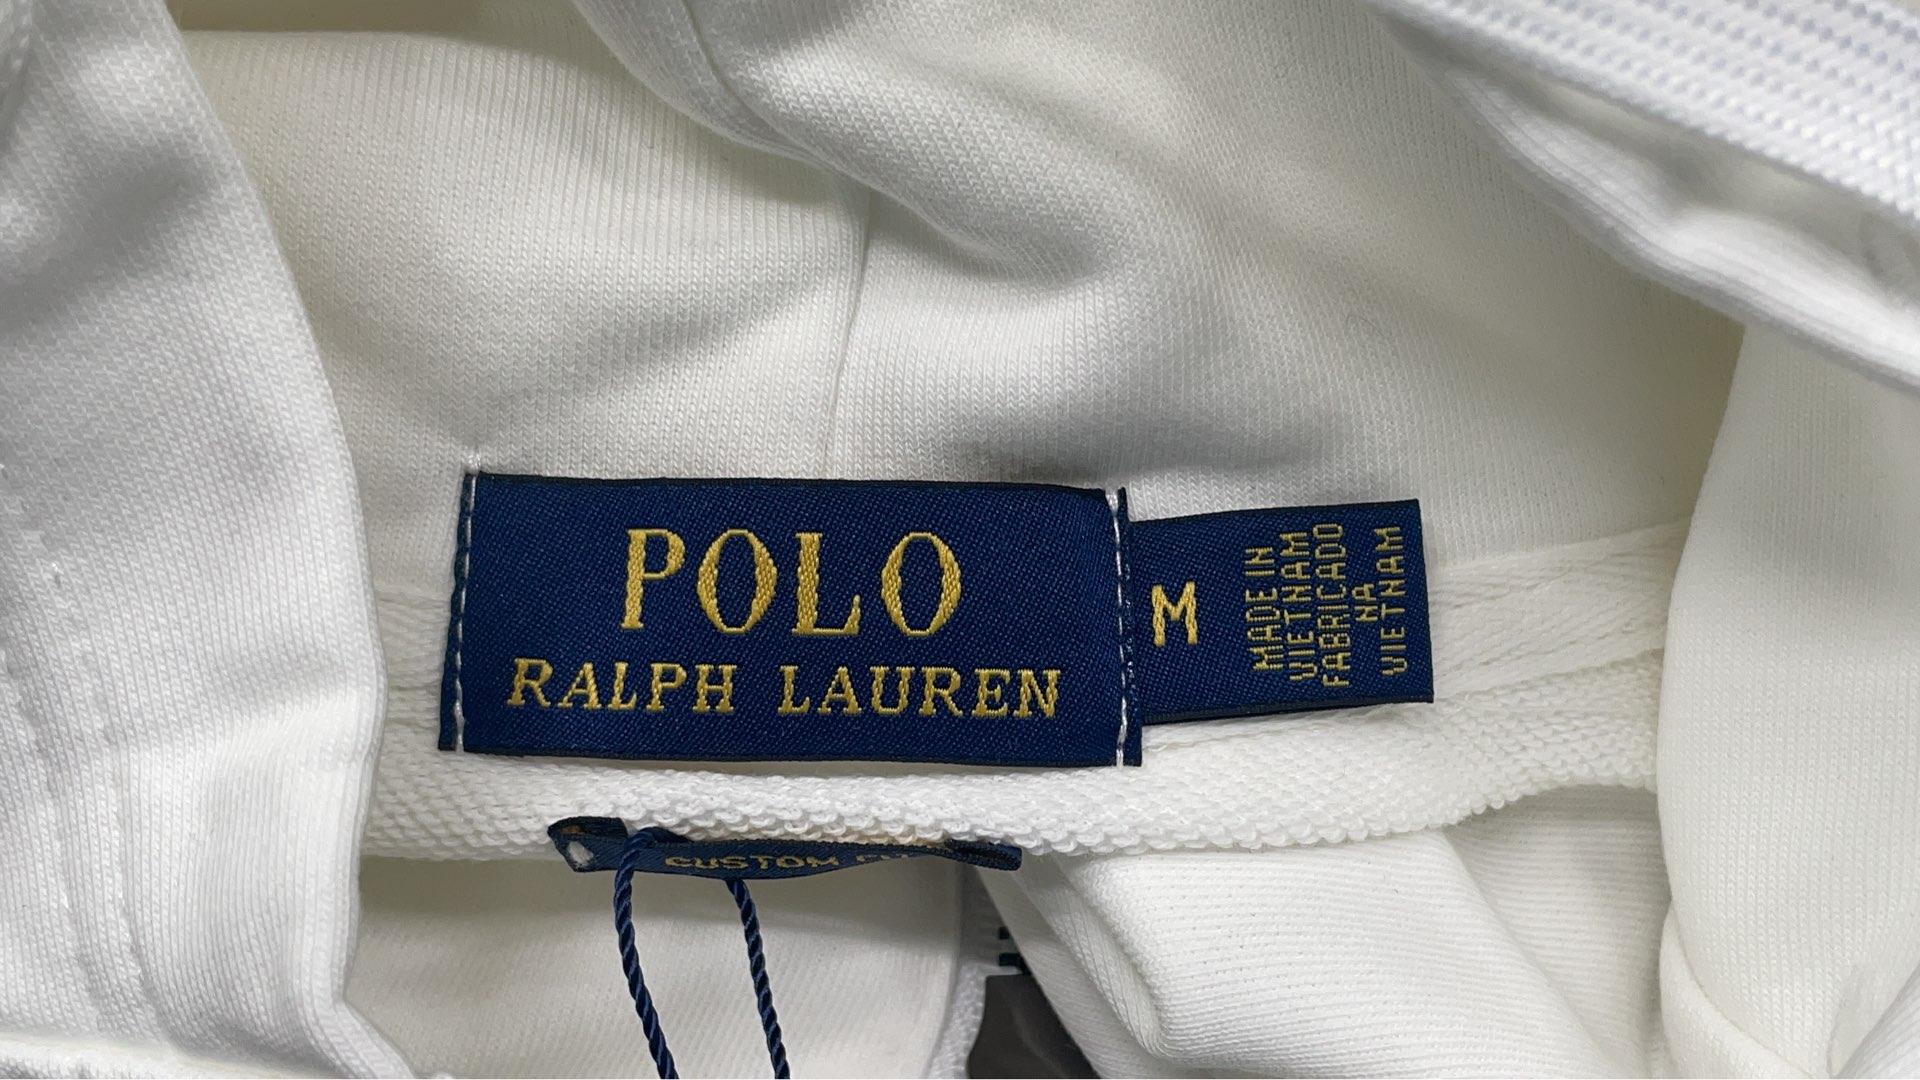 POLO
RALPH LAUREN
M
MADE IN
VIETNAM
FABRICADO
NA
VIETNAM
CUSTOM